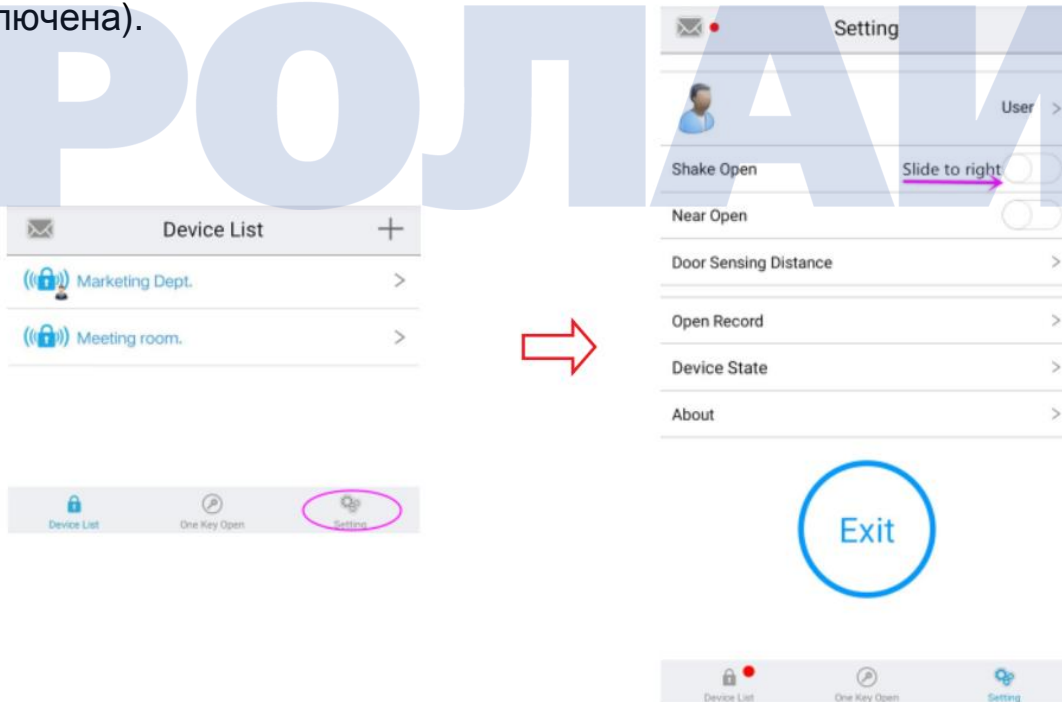 лючена).
РОЛАЙ
Device List
Marketing Dept.
Meeting room.
Device List
One Key Open
Setting
Setting
User
Shake Open
Slide to right
Near Open
Door Sensing Distance
Open Record
Device State
About
Exit
Device List
One Key Open
Setting